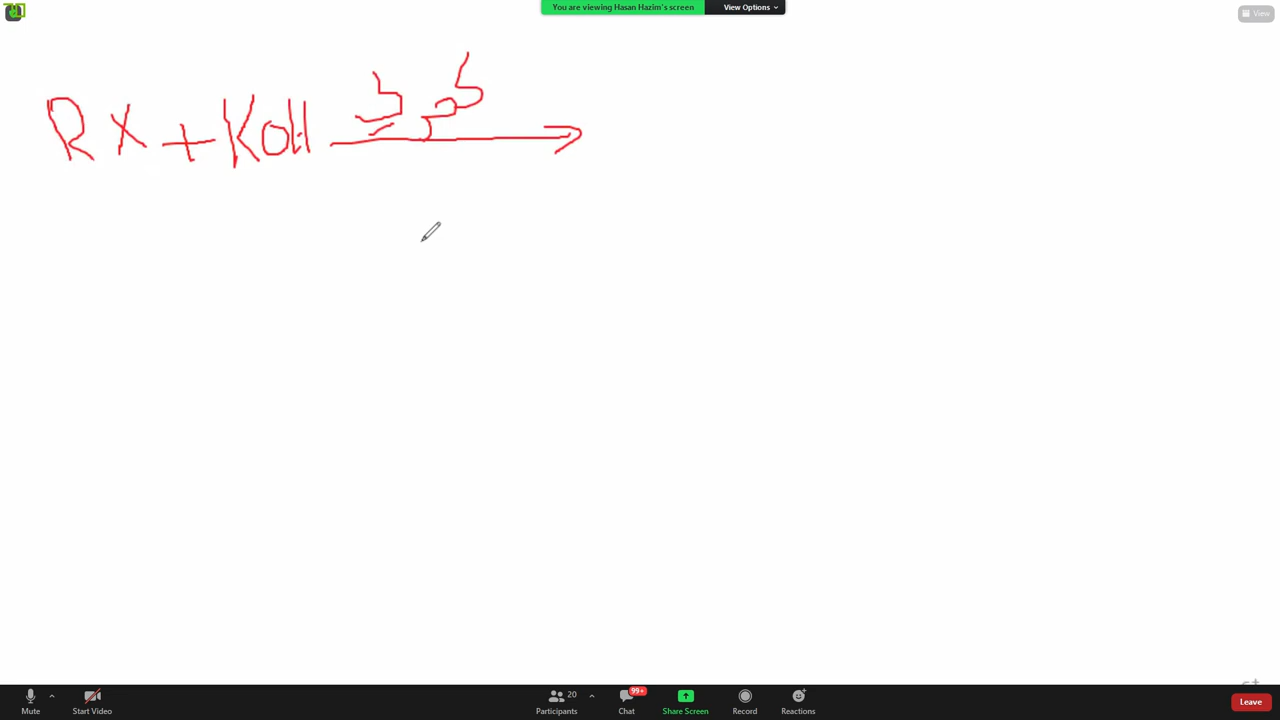 You are viewing Hasan Hazim's screen
View Options
View
RX + KOH
Mute
Start Video
20
Participants
99+
Chat
Share Screen
Record
Reactions
Leave